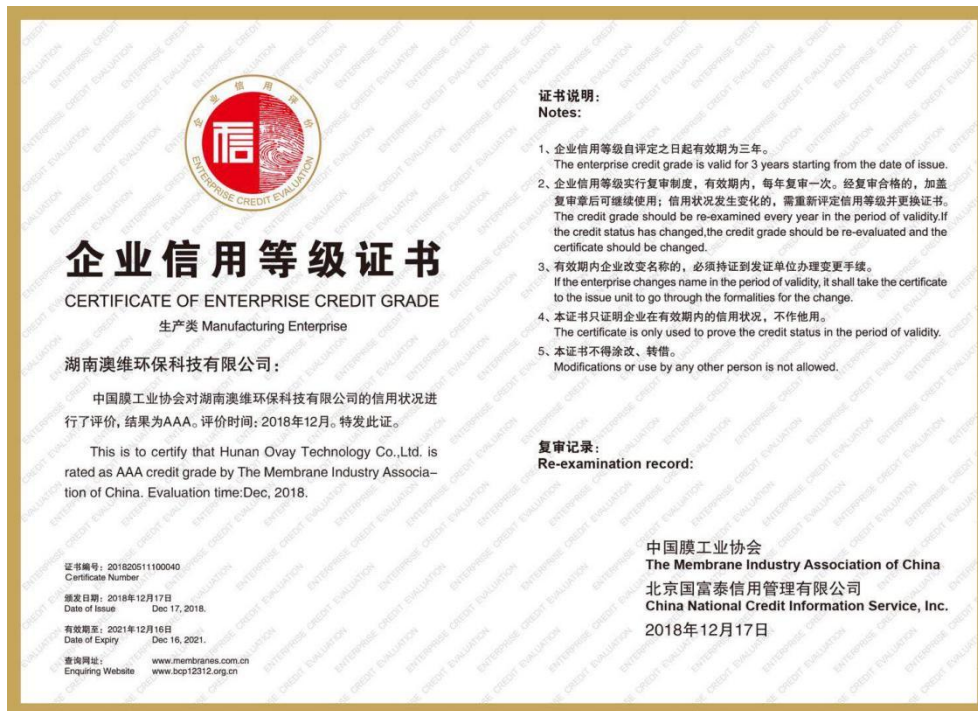 企业信用评价
信
ENTERPRISE CREDIT EVALUATION
企业信用等级证书
CERTIFICATE OF ENTERPRISE CREDIT GRADE
生产类 Manufacturing Enterprise
湖南澳维环保科技有限公司：
中国膜工业协会对湖南澳维环保科技有限公司的信用状况进
行了评价，结果为AAA。评价时间：2018年12月。特发此证。
This is to certify that Hunan Ovay Technology Co.,Ltd. is
rated as AAA credit grade by The Membrane Industry Associa–
tion of China. Evaluation time:Dec, 2018.
证书编号：201820511100040
Certificate Number
颁发日期：2018年12月17日
Date of Issue Dec 17, 2018.
有效期至：2021年12月16日
Date of Expiry Dec 16, 2021.
查询网址： www.membranes.com.cn
Enquiring Website www.bcp12312.org.cn
证书说明：
Notes:
1、企业信用等级自评定之日起有效期为三年。
The enterprise credit grade is valid for 3 years starting from the date of issue.
2、企业信用等级实行复审制度，有效期内，每年复审一次。经复审合格的，加盖
复审章后可继续使用；信用状况发生变化的，需重新评定信用等级并更换证书。
The credit grade should be re-examined every year in the period of validity.If
the credit status has changed,the credit grade should be re-evaluated and the
certificate should be changed.
3、有效期内企业改变名称的，必须持证到发证单位办理变更手续。
If the enterprise changes name in the period of validity, it shall take the certificate
to the issue unit to go through the formalities for the change.
4、本证书只证明企业在有效期内的信用状况，不作他用。
The certificate is only used to prove the credit status in the period of validity.
5、本证书不得涂改、转借。
Modifications or use by any other person is not allowed.
复审记录：
Re-examination record:
中国膜工业协会
The Membrane Industry Association of China
北京国富泰信用管理有限公司
China National Credit Information Service, Inc.
2018年12月17日